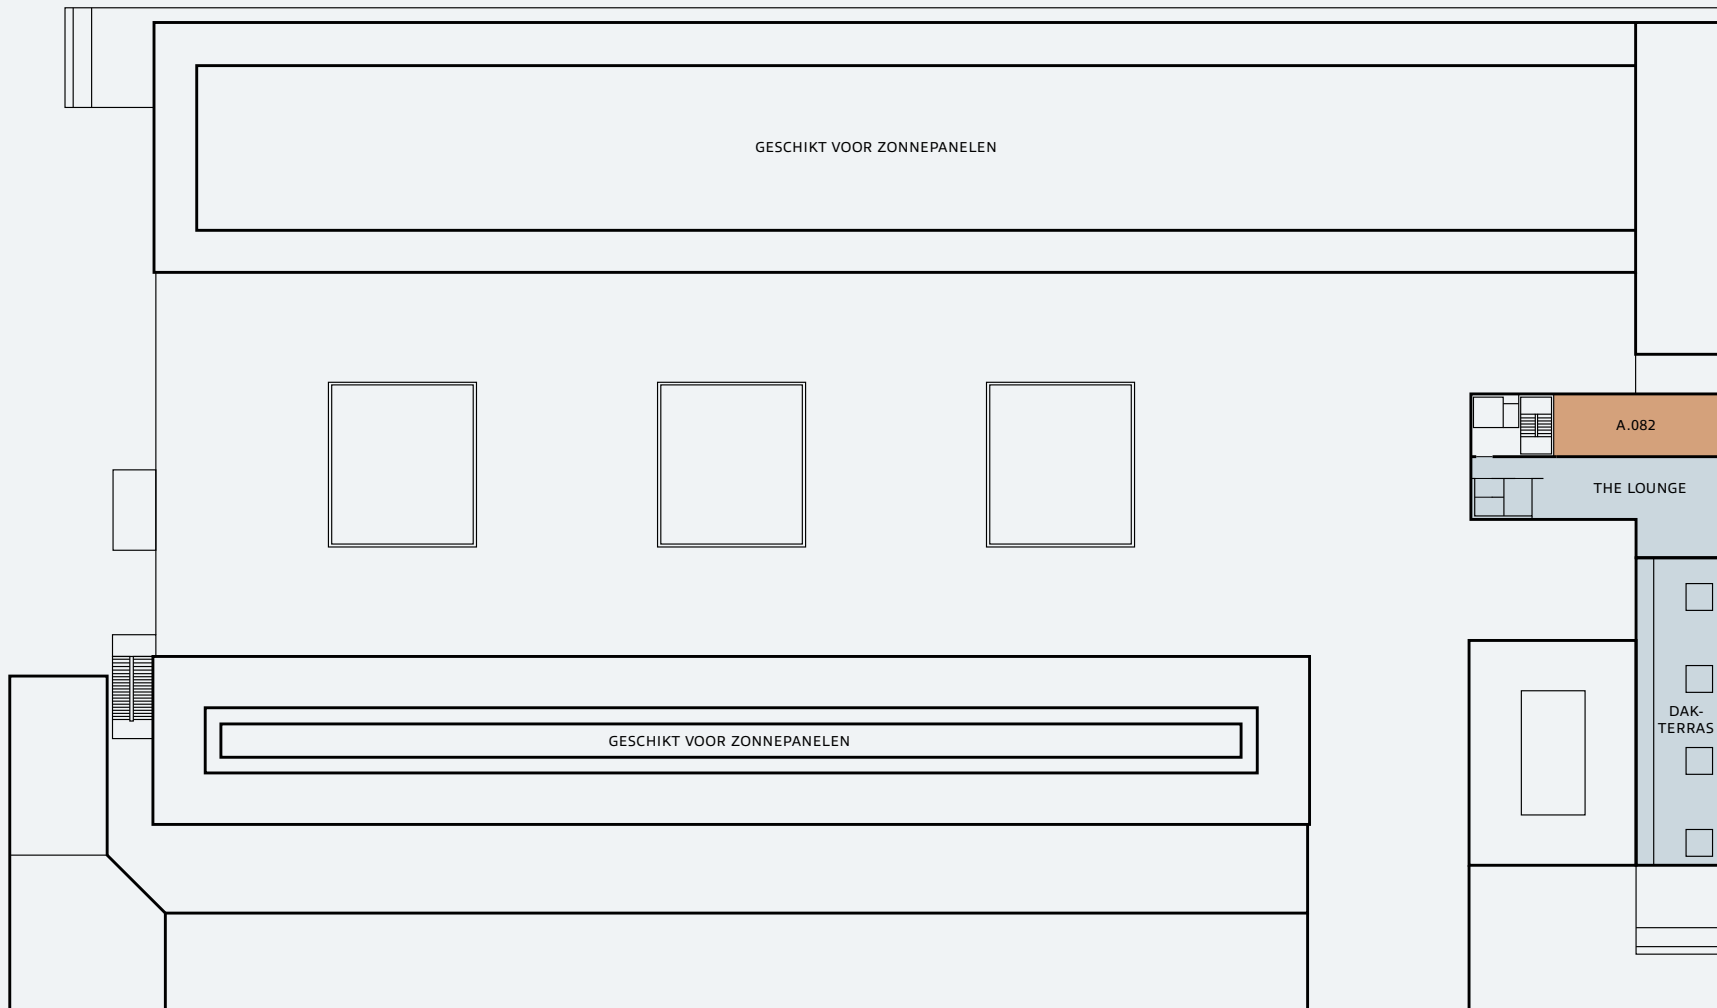 GESCHIKT VOOR ZONNEPANELEN
A.082
THE LOUNGE
DAK-
TERRAS
GESCHIKT VOOR ZONNEPANELEN